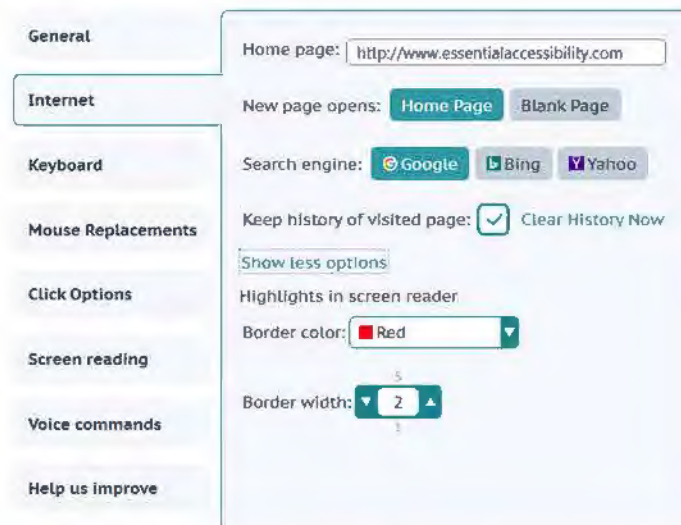 General
Internet
Keyboard
Mouse Replacements
Click Options
Screen reading
Voice commands
Help us improve
Home page: http://www.essentialaccessibility.com
New page opens: Home Page Blank Page
Search engine: Google Bing Yahoo
Keep history of visited page: Clear History Now
Show less options
Highlights in screen reader
Border color: Red
5
Border width: 2
1